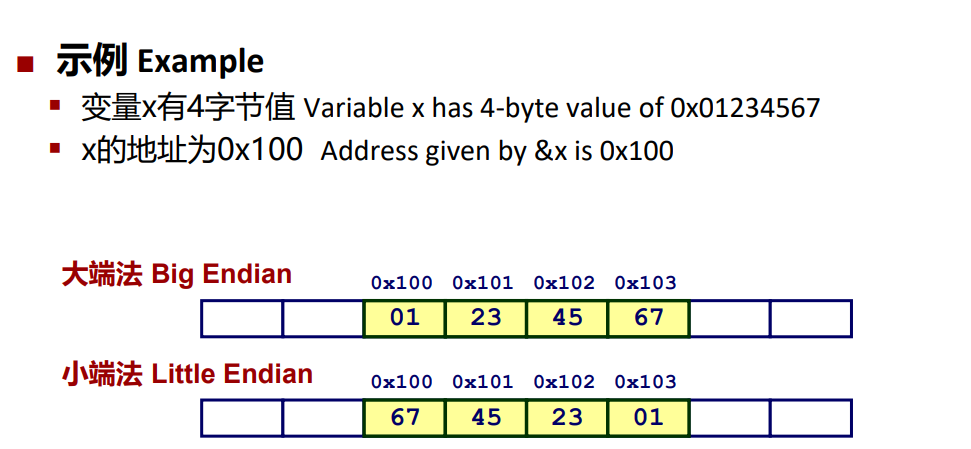 示例 Example
变量x有4字节值 Variable x has 4-byte value of 0x01234567
x的地址为0x100 Address given by &x is 0x100
大端法 Big Endian
0x100 0x101 0x102 0x103
01 23 45 67
小端法 Little Endian
0x100 0x101 0x102 0x103
67 45 23 01